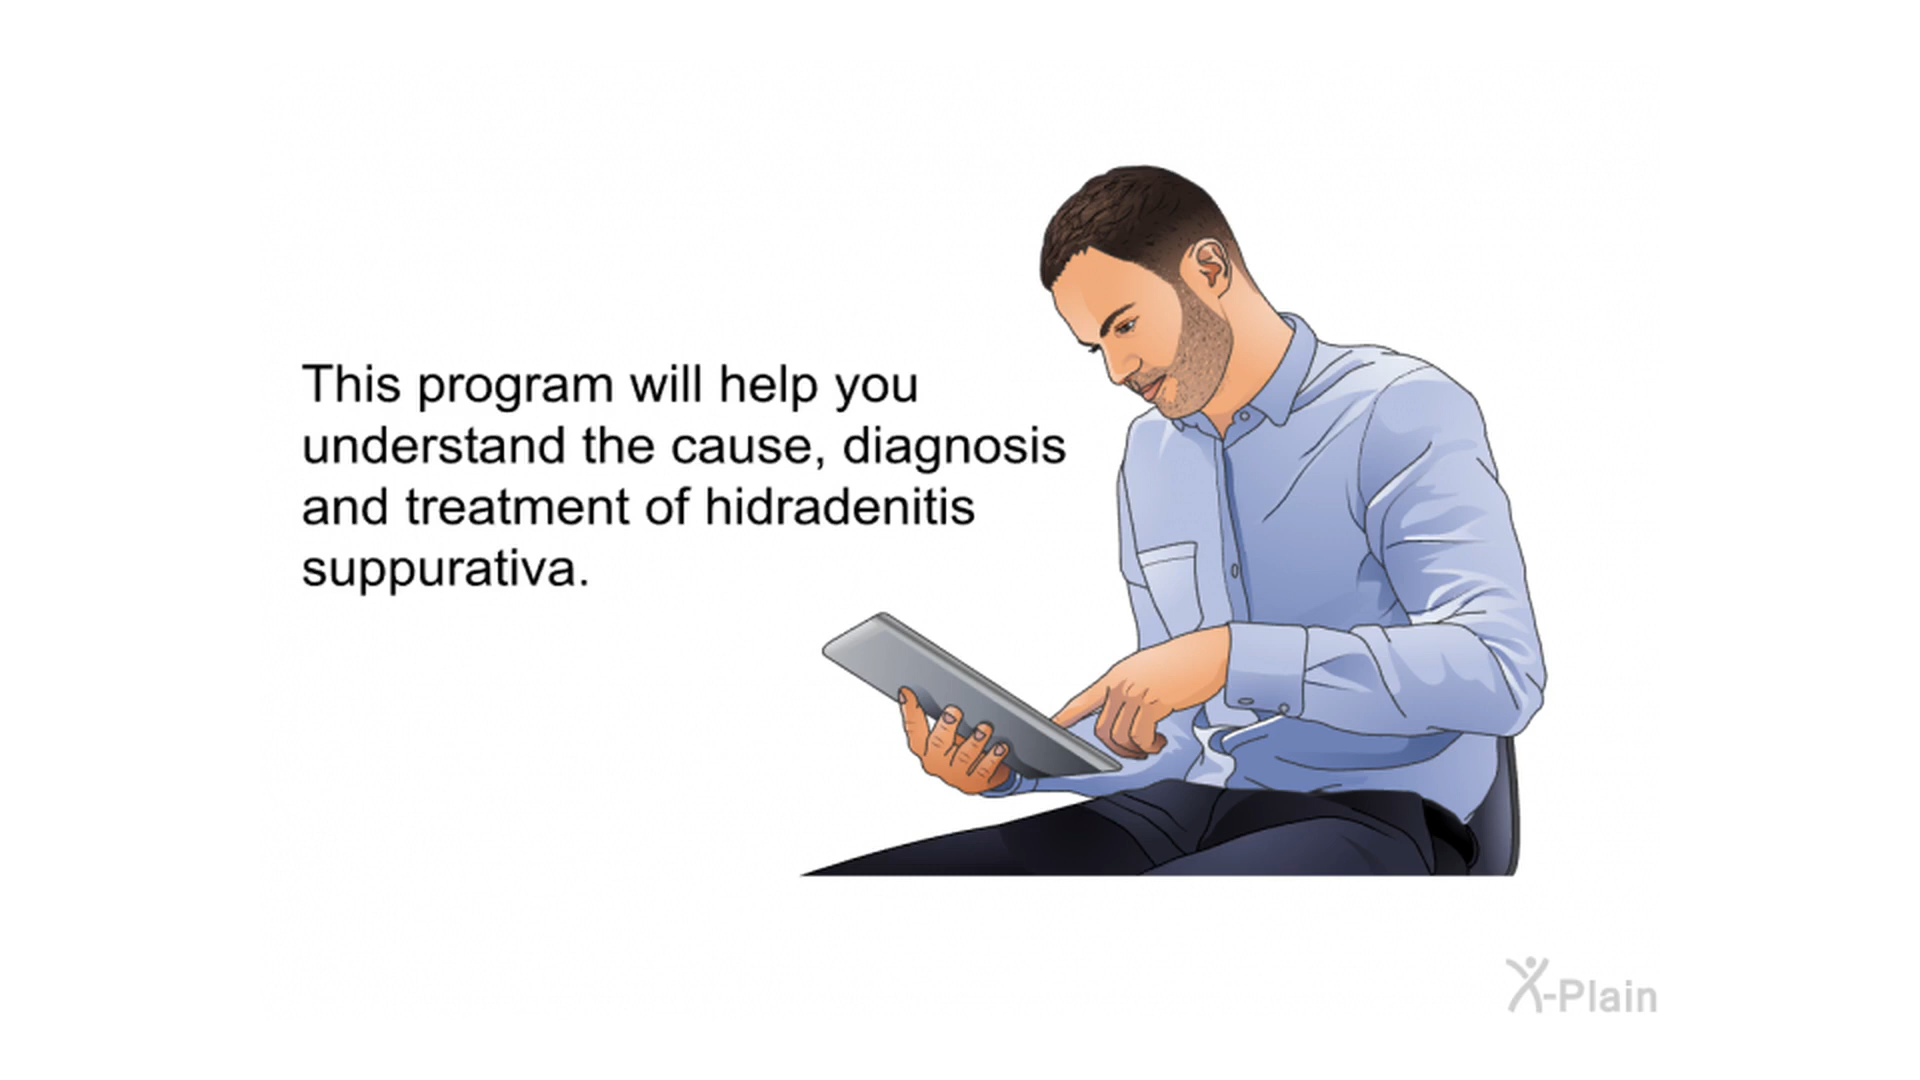 This program will help you
understand the cause, diagnosis
and treatment of hidradenitis
suppurativa.
X-Plain